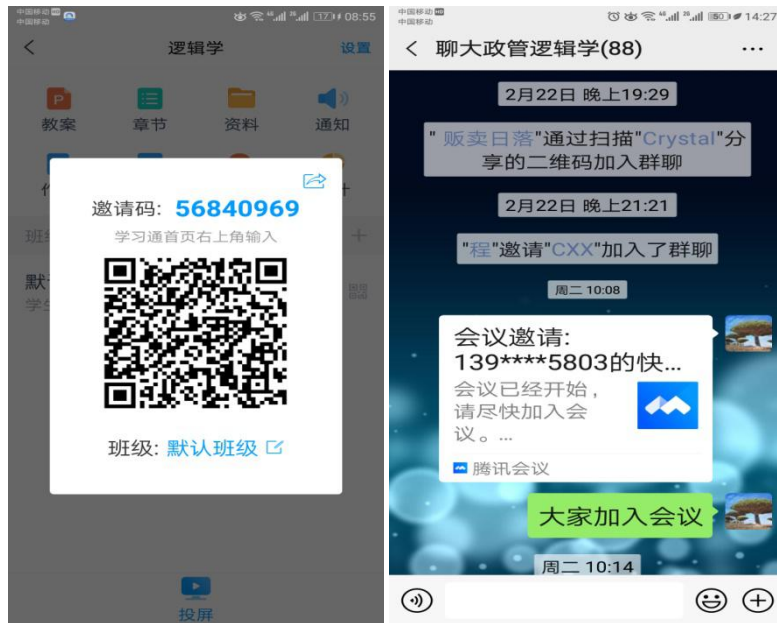 中国移动 HD
中国移动
46 26 17 08:55
逻辑学
设置
教案
章节
资料
通知
邀请码: 56840969
学习通首页右上角输入
班级: 默认班级
投屏
中国移动 HD
中国移动
46 26 50 14:27
聊大政管逻辑学(88)
2月22日 晚上19:29
" 贩卖日落"通过扫描"Crystal"分
享的二维码加入群聊
2月22日 晚上21:21
"程"邀请"CXX"加入了群聊
周二 10:08
会议邀请:
139****5803的快...
会议已经开始，
请尽快加入会
议。...
腾讯会议
大家加入会议
周二 10:14